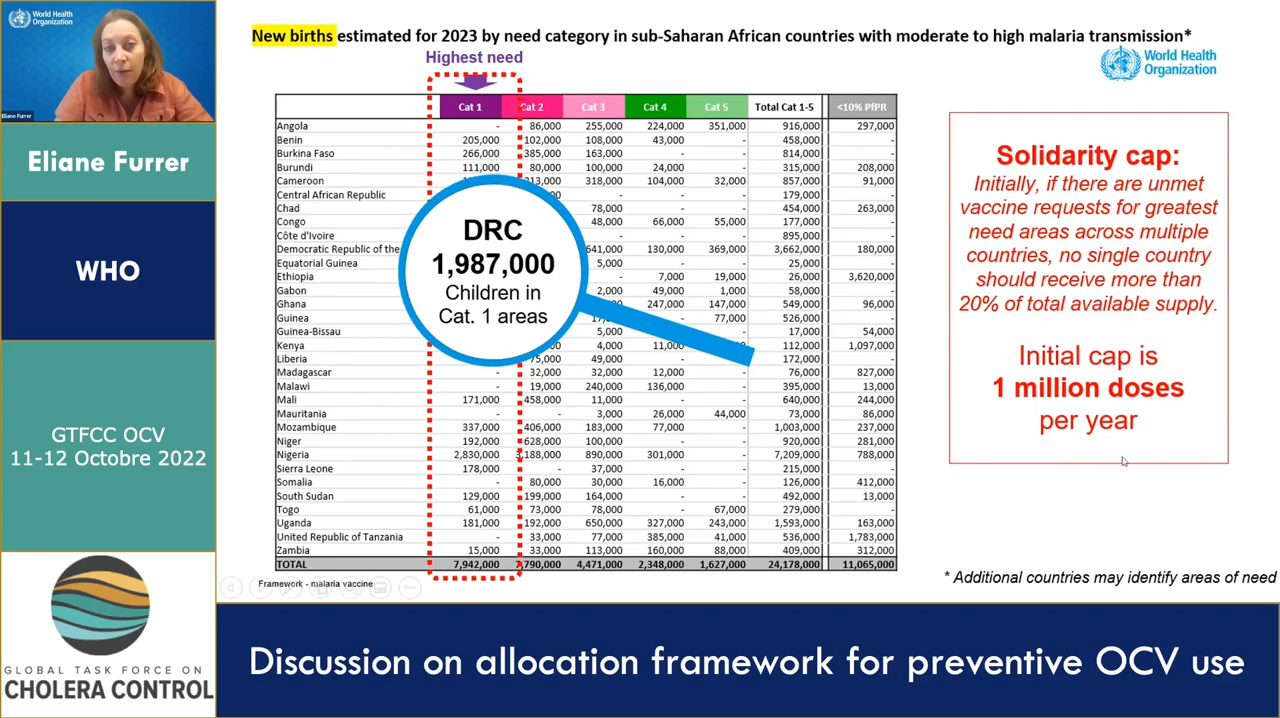 World Health
Organization
Eliane Furrer
Eliane Furrer
WHO
GTFCC OCV
11-12 Octobre 2022
GLOBAL TASK FORCE ON
CHOLERA CONTROL
New births estimated for 2023 by need category in sub-Saharan African countries with moderate to high malaria transmission*
Highest need
World Health
Organization
Cat 1 Cat 2 Cat 3 Cat 4 Cat 5 Total Cat 1-5 <10% PfPR
Angola - 86,000 255,000 224,000 351,000 916,000 297,000
Benin 205,000 102,000 108,000 43,000 - 458,000 -
Burkina Faso 266,000 385,000 163,000 - - 814,000 -
Burundi 111,000 80,000 100,000 24,000 - 315,000 208,000
Cameroon 318,000 104,000 32,000 857,000 91,000
Central African Republic - - - 179,000 -
Chad 78,000 - - 454,000 263,000
Congo 48,000 66,000 55,000 177,000 -
Côte d'Ivoire - - - 895,000 -
Democratic Republic of the 641,000 130,000 369,000 3,662,000 180,000
Equatorial Guinea 5,000 - - 25,000 -
Ethiopia - 7,000 19,000 26,000 3,620,000
Gabon 2,000 49,000 1,000 58,000 -
Ghana 247,000 147,000 549,000 96,000
Guinea - 77,000 526,000 -
Guinea-Bissau 5,000 - 17,000 54,000
Kenya 4,000 112,000 1,097,000
Liberia 75,000 49,000 - - 172,000 -
Madagascar - 32,000 32,000 12,000 - 76,000 827,000
Malawi - 19,000 240,000 136,000 - 395,000 13,000
Mali 171,000 458,000 11,000 - - 640,000 244,000
Mauritania - - 3,000 26,000 44,000 73,000 86,000
Mozambique 337,000 406,000 183,000 77,000 - 1,003,000 237,000
Niger 192,000 628,000 100,000 - - 920,000 281,000
Nigeria 2,830,000 3,188,000 890,000 301,000 - 7,209,000 788,000
Sierra Leone 178,000 - 37,000 - - 215,000 -
Somalia - 80,000 30,000 16,000 - 126,000 412,000
South Sudan 129,000 199,000 164,000 - - 492,000 13,000
Togo 61,000 73,000 78,000 - 67,000 279,000 -
Uganda 181,000 192,000 650,000 327,000 243,000 1,593,000 163,000
United Republic of Tanzania - 33,000 77,000 385,000 41,000 536,000 1,783,000
Zambia 15,000 33,000 113,000 160,000 88,000 409,000 312,000
TOTAL 7,942,000 7,790,000 4,471,000 2,348,000 1,627,000 24,178,000 11,065,000
DRC
1,987,000
Children in
Cat. 1 areas
Framework - malaria vaccine
Solidarity cap:
Initially, if there are unmet
vaccine requests for greatest
need areas across multiple
countries, no single country
should receive more than
20% of total available supply.
Initial cap is
1 million doses
per year
* Additional countries may identify areas of need
Discussion on allocation framework for preventive OCV use